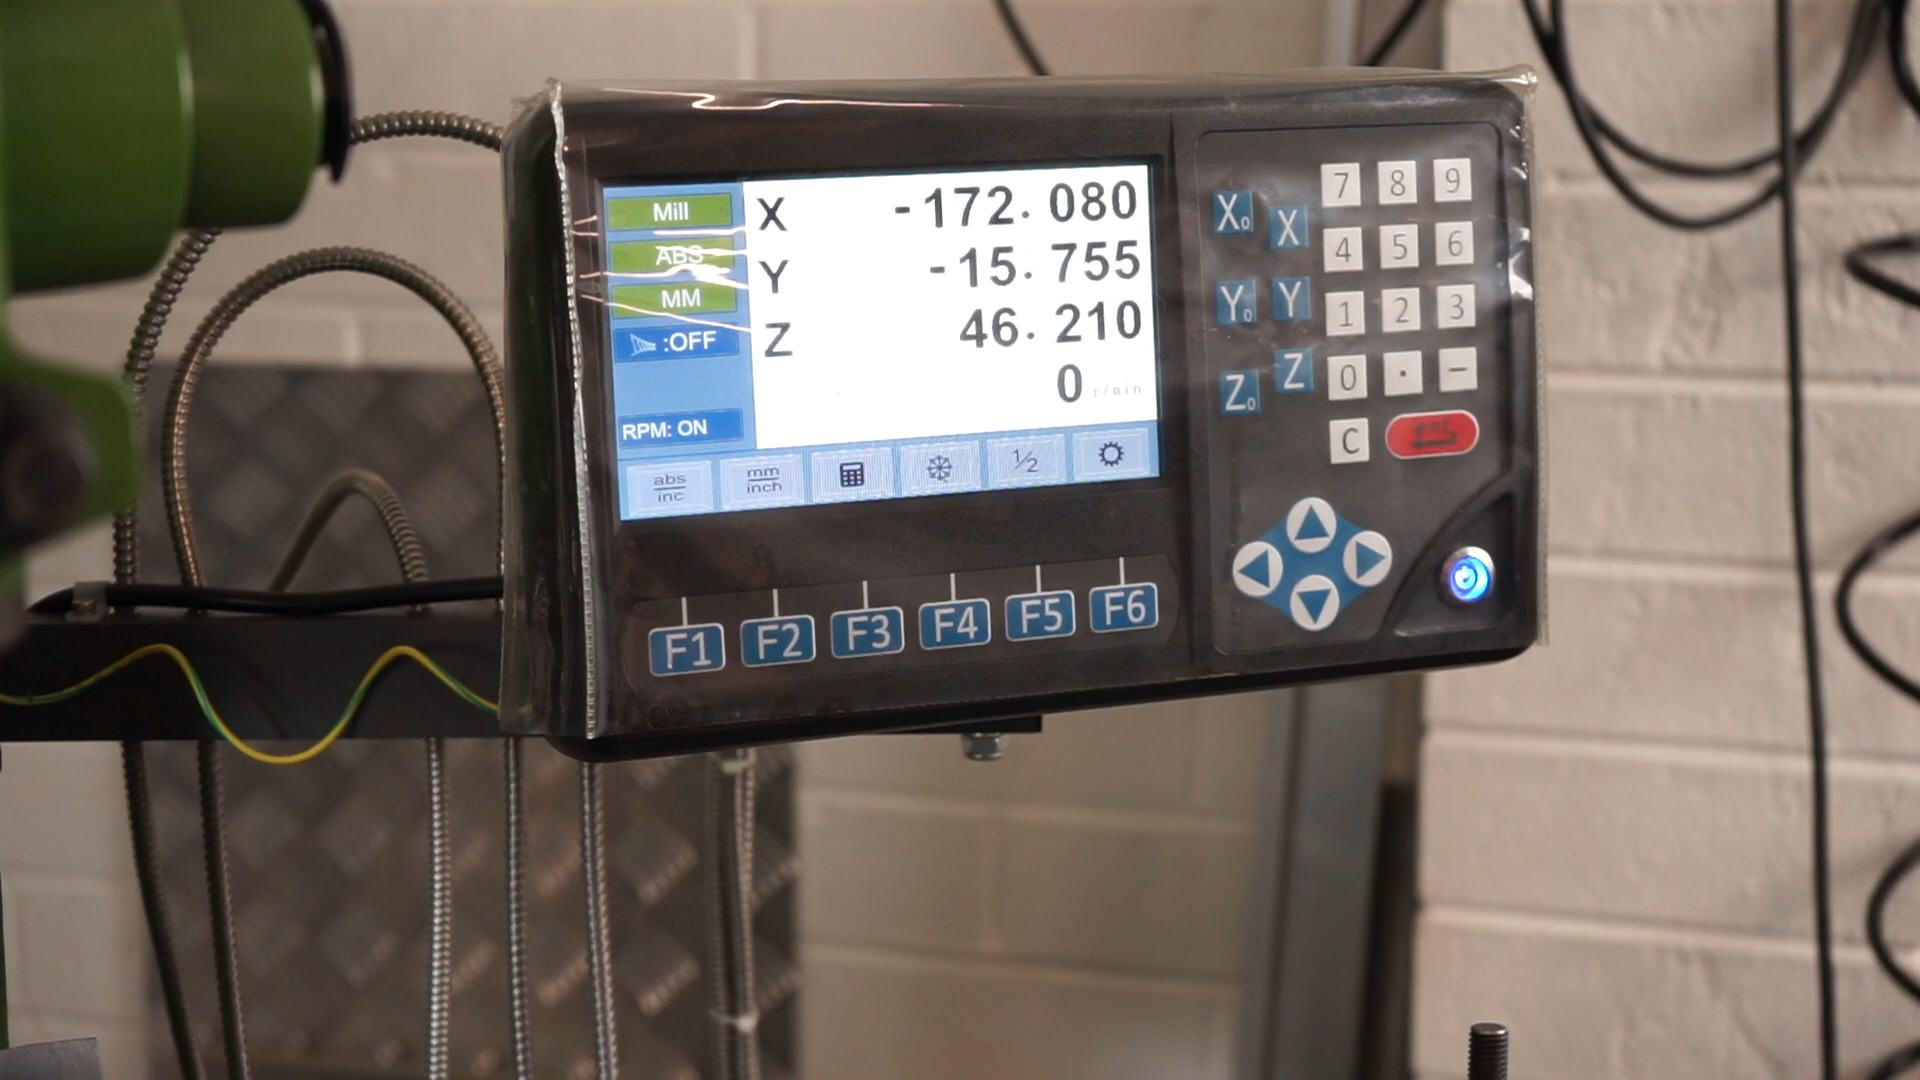 Mill
ABS
MM
:OFF
RPM: ON
X -172.080
Y -15.755
Z 46.210
0 r/min
abs
inc
mm
inch
1/2
F1 F2 F3 F4 F5 F6
X0 X
Y0 Y
Z0 Z
7 8 9
4 5 6
1 2 3
0 . -
C ent